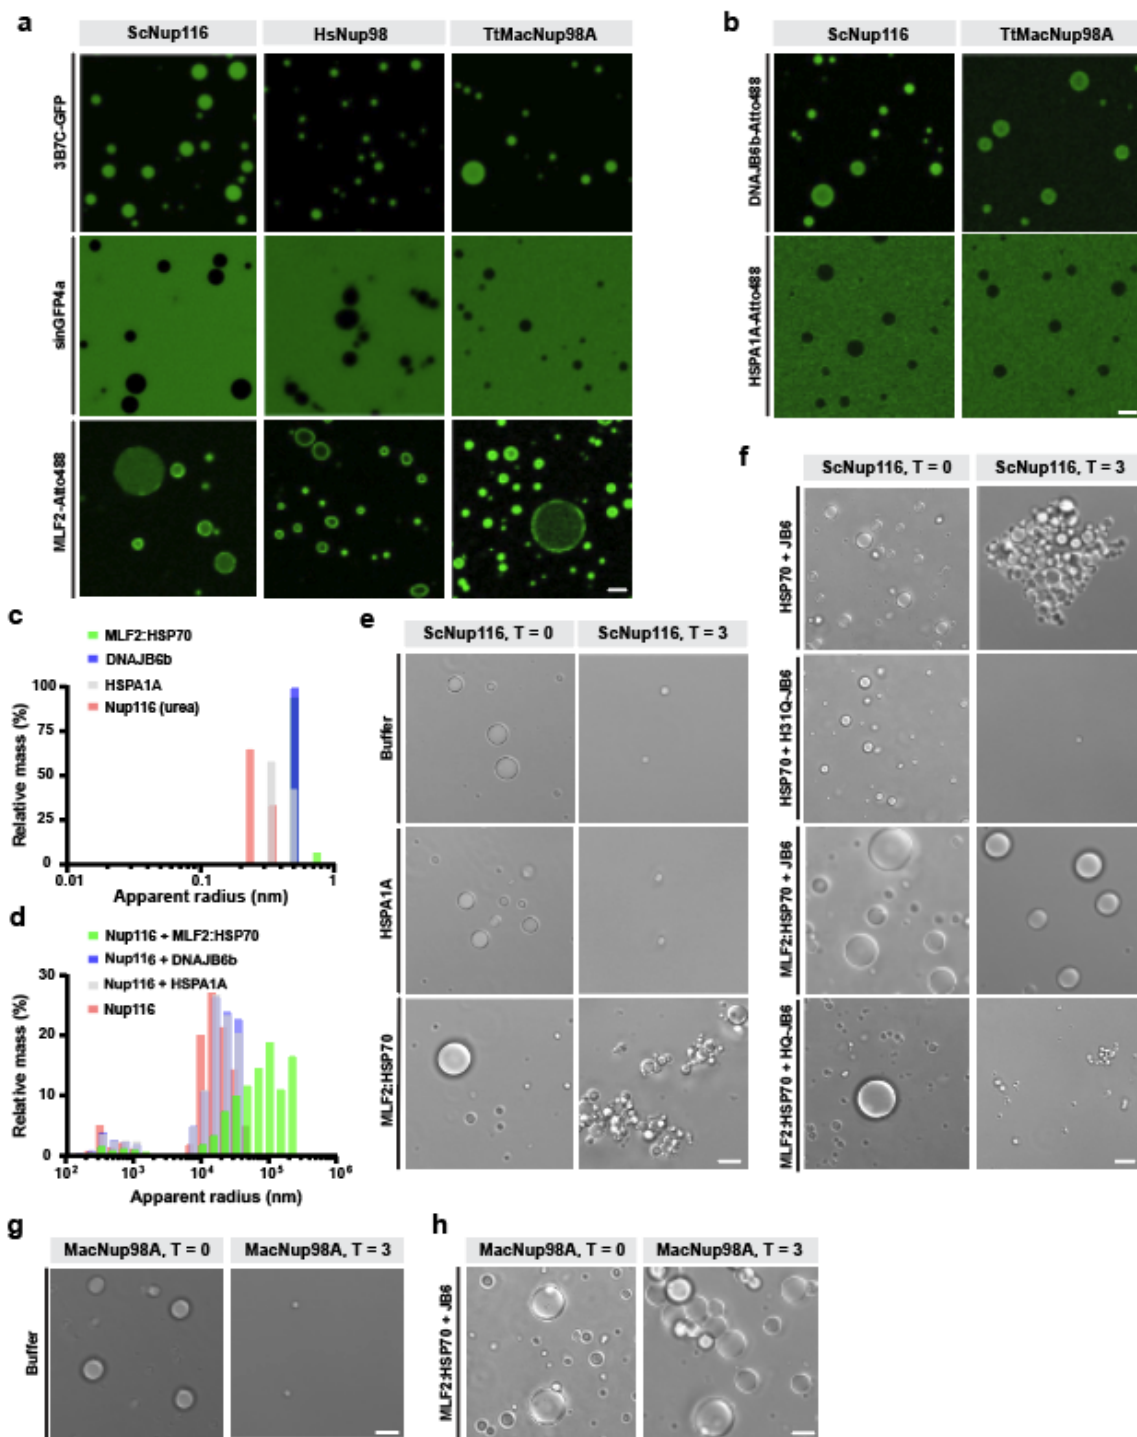 a
ScNup116 HsNup98 TtMacNup98A
3B7C-GFP
sinGFP4a
MLF2-Atto488
b
ScNup116 TtMacNup98A
DNAJB6b-Atto488
HSPA1A-Atto488
c
MLF2:HSP70
DNAJB6b
HSPA1A
Nup116 (urea)
Relative mass (%)
100
75
50
25
0
0.01 0.1 1
Apparent radius (nm)
d
Nup116 + MLF2:HSP70
Nup116 + DNAJB6b
Nup116 + HSPA1A
Nup116
Relative mass (%)
30
20
10
0
10² 10³ 10⁴ 10⁵ 10⁶
Apparent radius (nm)
e
ScNup116, T = 0 ScNup116, T = 3
Buffer
HSPA1A
MLF2:HSP70
f
ScNup116, T = 0 ScNup116, T = 3
HSP70 + JB6
HSP70 + H31Q-JB6
MLF2:HSP70 + JB6
MLF2:HSP70 + HQ-JB6
g
MacNup98A, T = 0 MacNup98A, T = 3
Buffer
h
MacNup98A, T = 0 MacNup98A, T = 3
MLF2:HSP70 + JB6